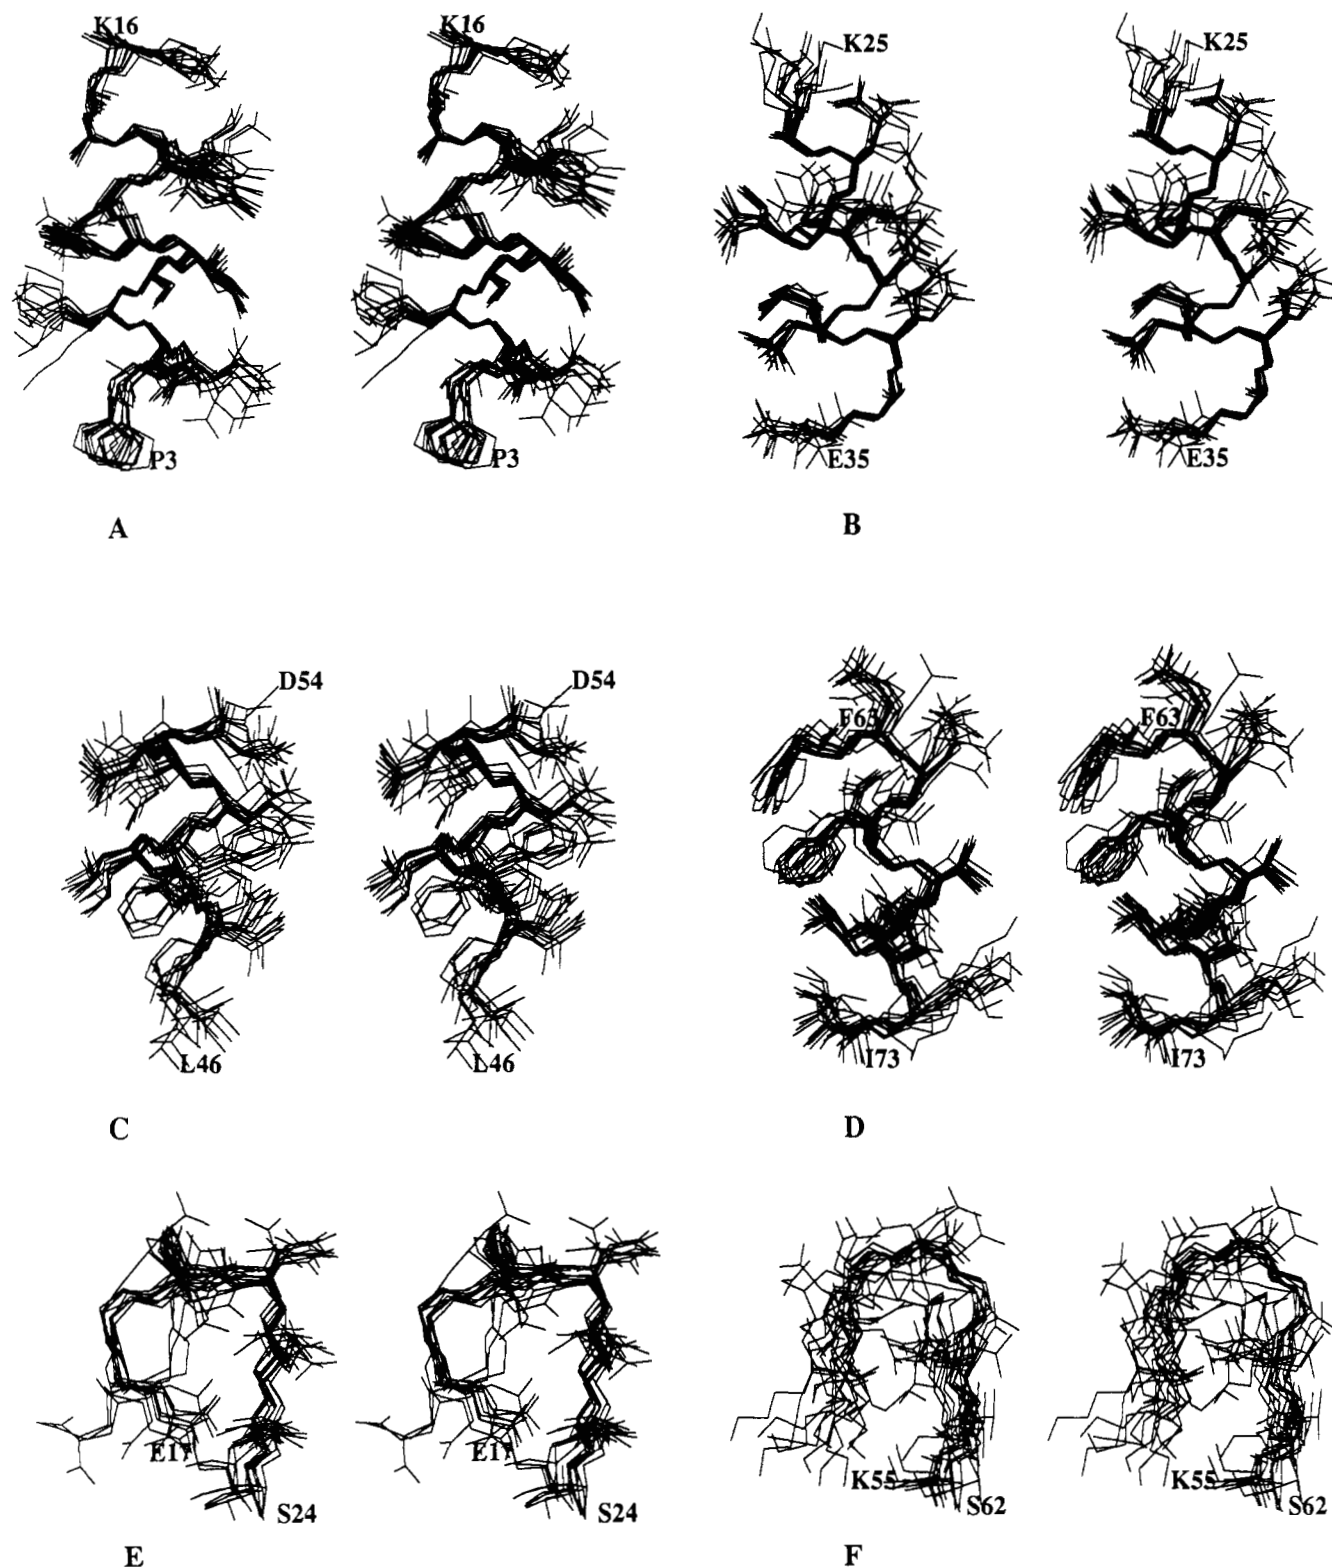 K16 K16 K25 K25
P3 P3 E35 E35
A B
D54 D54 F63 F63
L46 L46 I73 I73
C D
E17 E17 K55 K55
S24 S24 S62 S62
E F